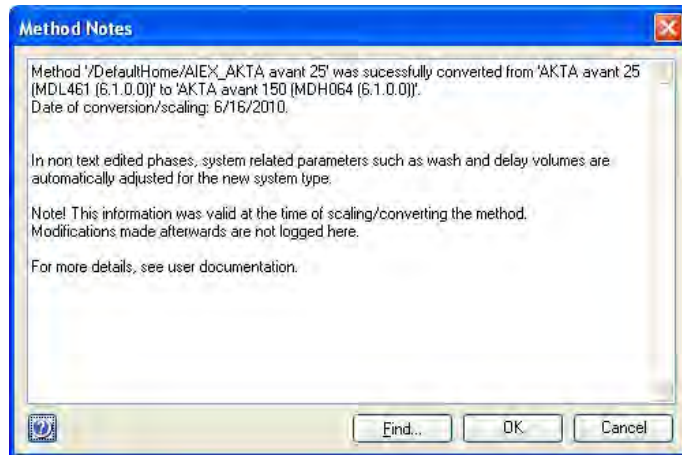 Method Notes
Method '/DefaultHome/AIEX_AKTA avant 25' was sucessfully converted from 'AKTA avant 25
(MDL461 (6.1.0.0))' to 'AKTA avant 150 (MDH064 (6.1.0.0))'.
Date of conversion/scaling: 6/16/2010.
In non text edited phases, system related parameters such as wash and delay volumes are
automatically adjusted for the new system type.
Note! This information was valid at the time of scaling/converting the method.
Modifications made afterwards are not logged here.
For more details, see user documentation.
Find... OK Cancel